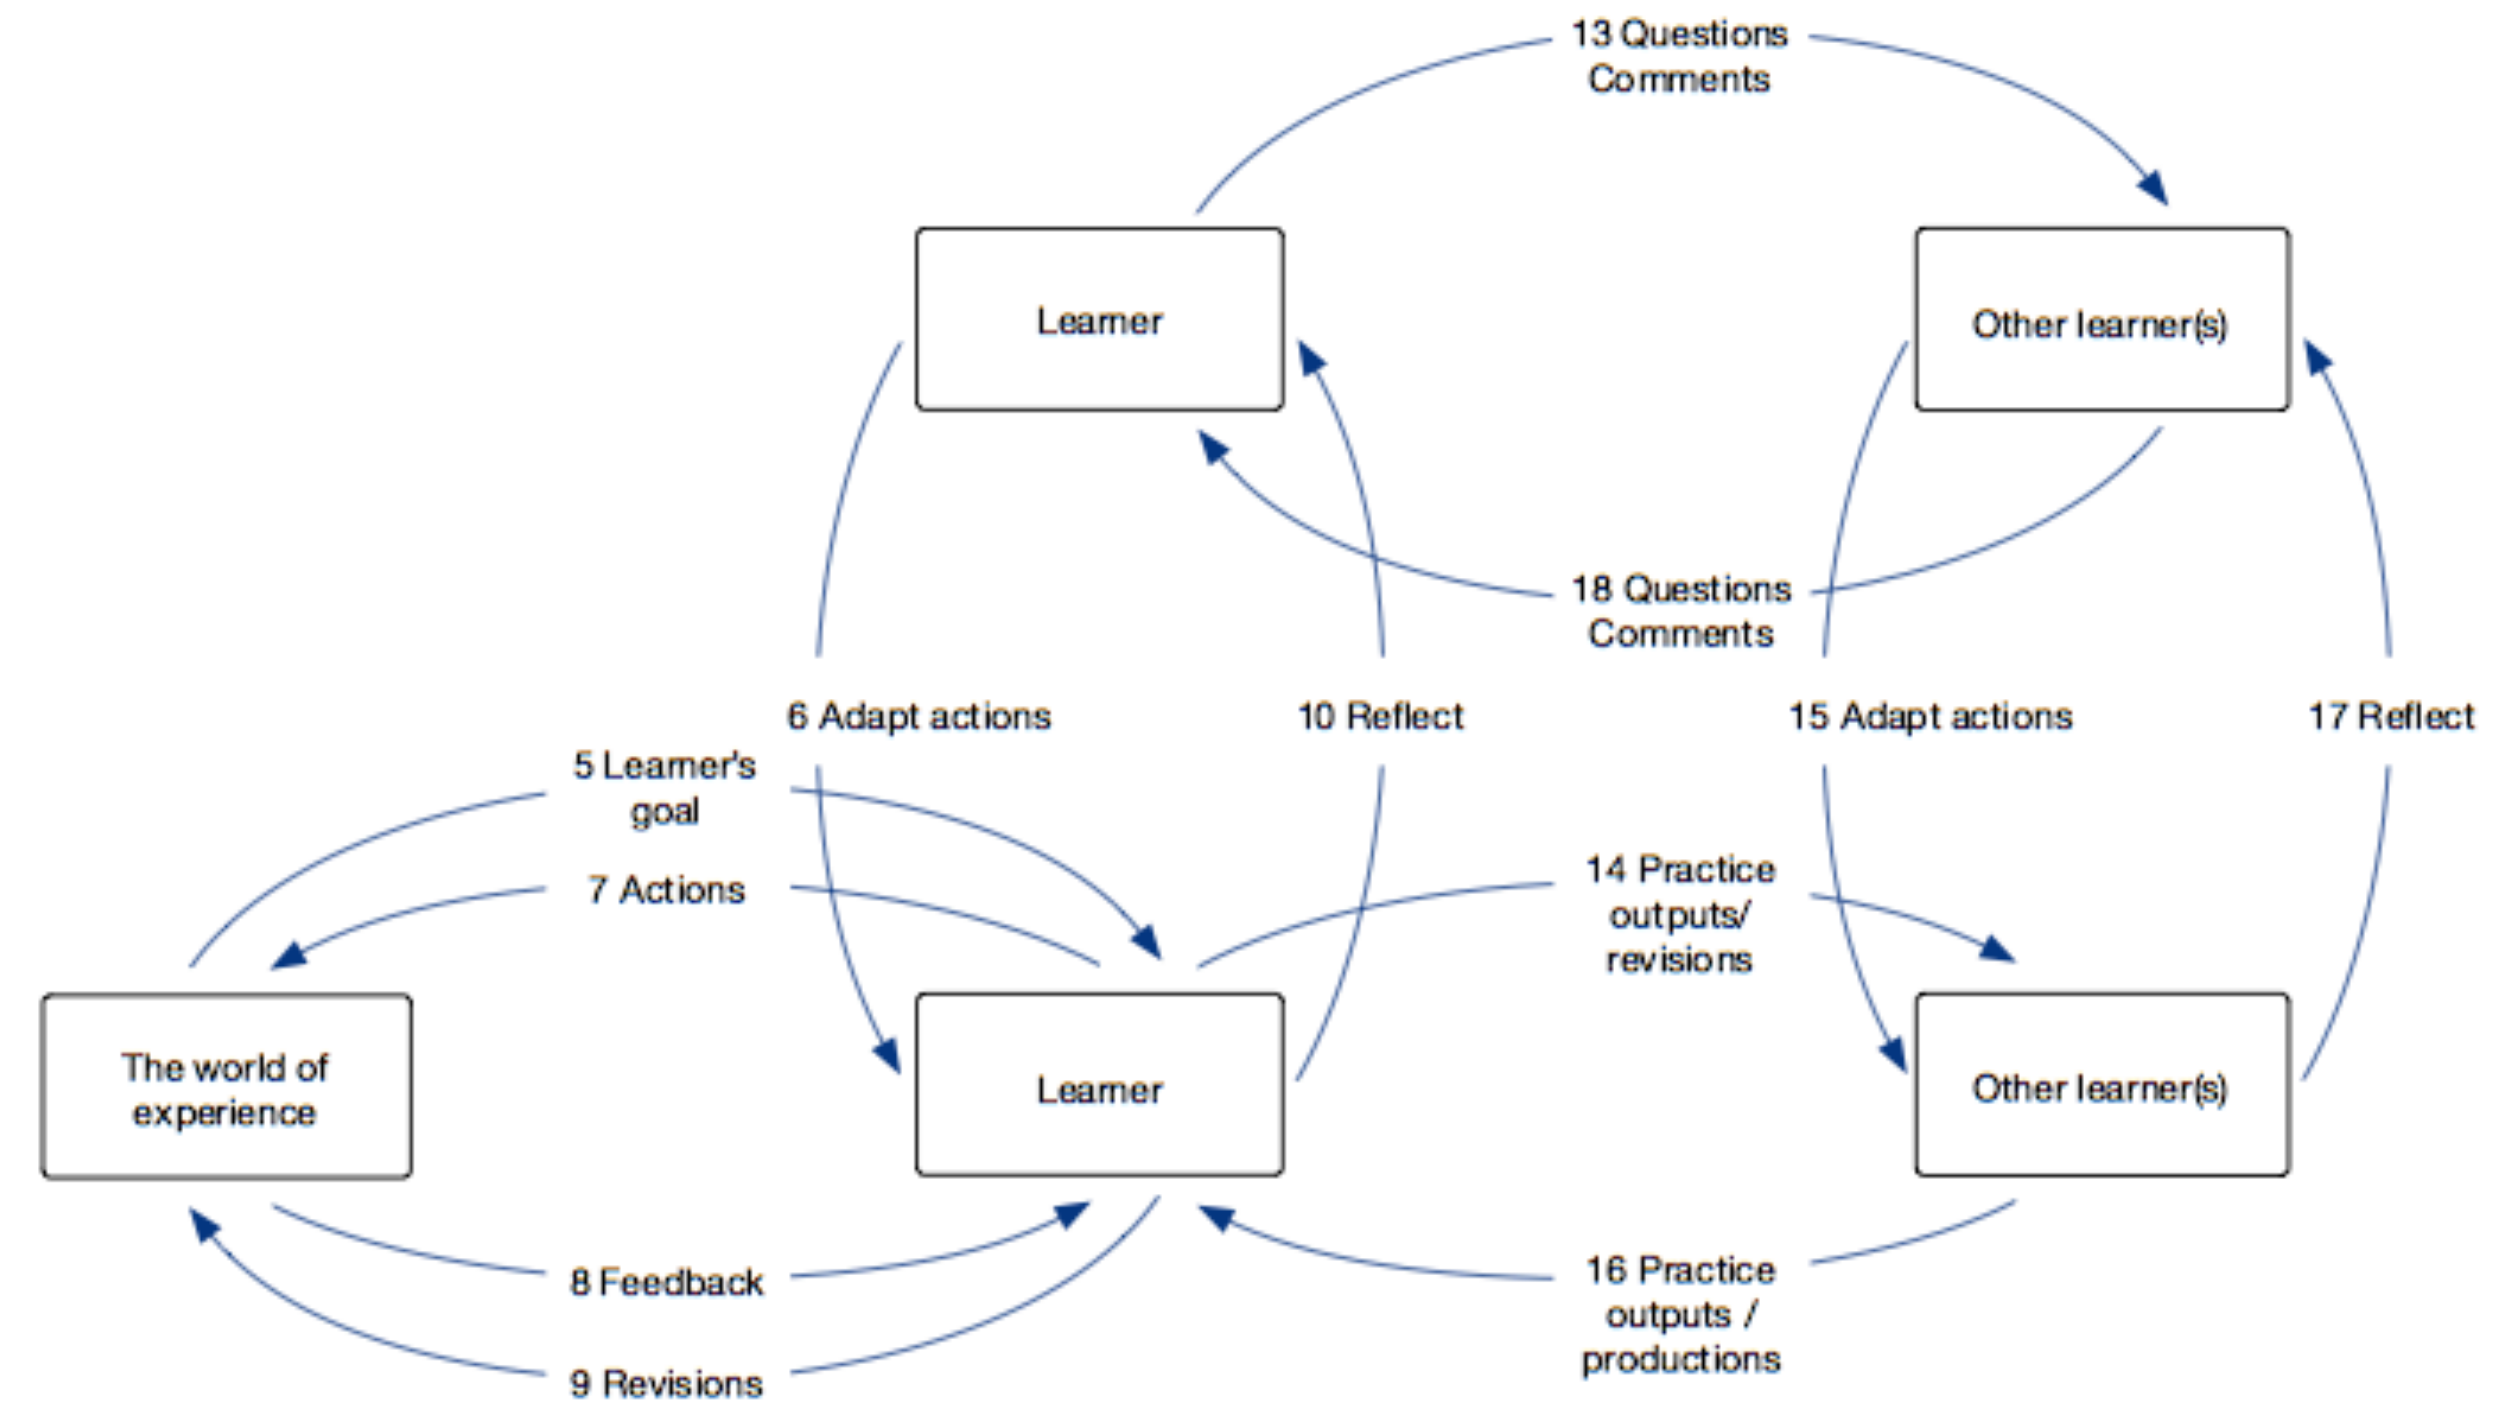 13 Questions
Comments
Learner
Other learner(s)
18 Questions
Comments
6 Adapt actions
10 Reflect
15 Adapt actions
17 Reflect
5 Learner's
goal
7 Actions
14 Practice
outputs/
revisions
The world of
experience
Learner
Other learner(s)
8 Feedback
16 Practice
outputs /
productions
9 Revisions